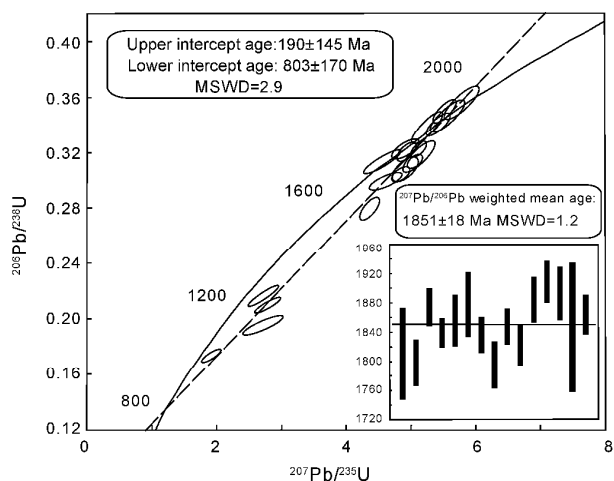 0.40
0.36
0.32
0.28
0.24
0.20
0.16
0.12
²⁰⁶Pb/²³⁸U
Upper intercept age:190±145 Ma
Lower intercept age: 803±170 Ma
MSWD=2.9
2000
1600
1200
800
²⁰⁷Pb/²⁰⁶Pb weighted mean age:
1851±18 Ma MSWD=1.2
1060
1920
1880
1840
1800
1760
1720
0 2 4 6 8
²⁰⁷Pb/²³⁵U